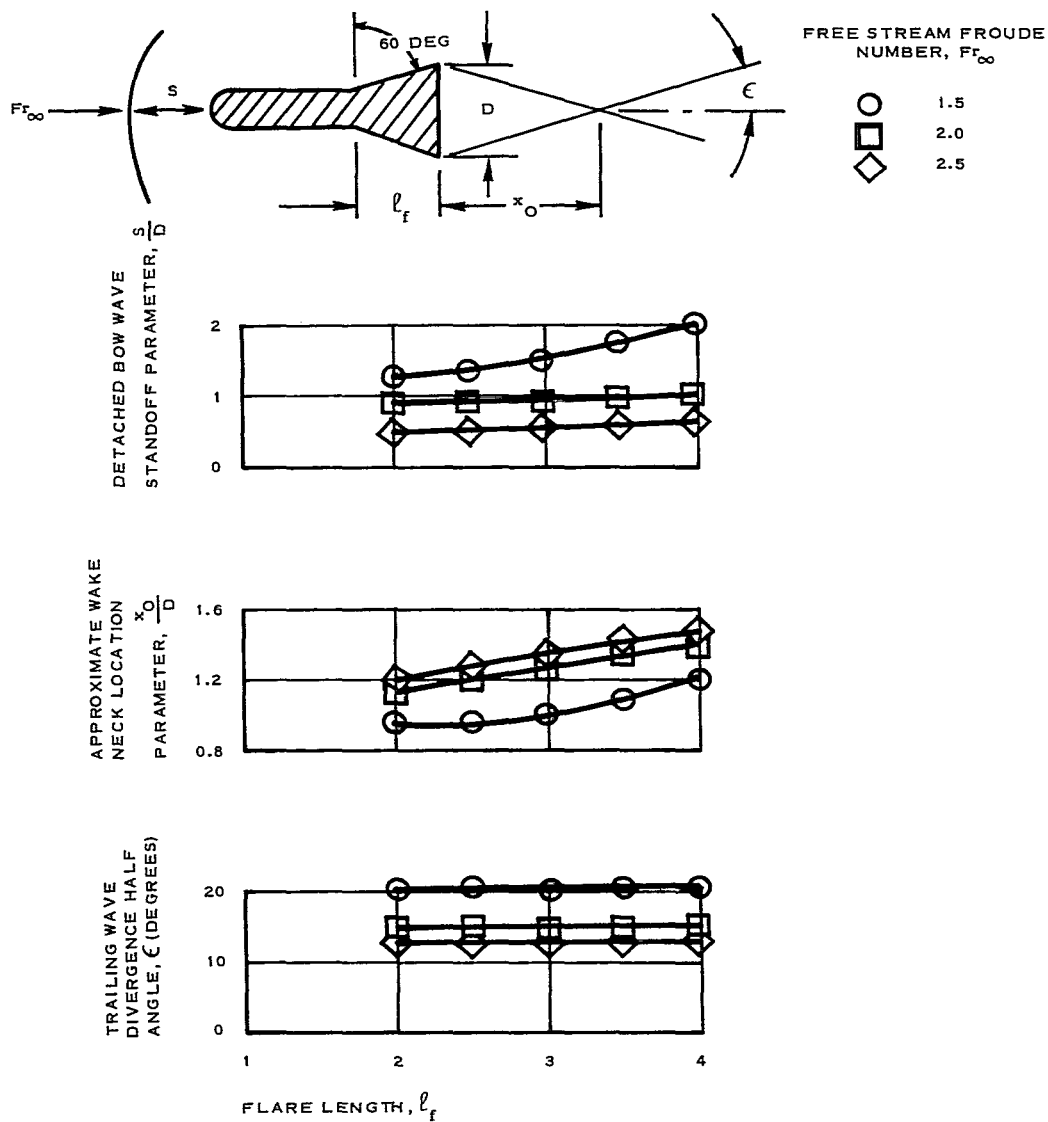 60 DEG
Fr∞
S
D
ϵ
ℓf
xO
FREE STREAM FROUDE
NUMBER, Fr∞
1.5
2.0
2.5
DETACHED BOW WAVE
STANDOFF PARAMETER, S/D
2
1
0
APPROXIMATE WAKE
NECK LOCATION
PARAMETER, xO/D
1.6
1.2
0.8
TRAILING WAVE
DIVERGENCE HALF
ANGLE, ϵ (DEGREES)
20
10
0
1 2 3 4
FLARE LENGTH, ℓf